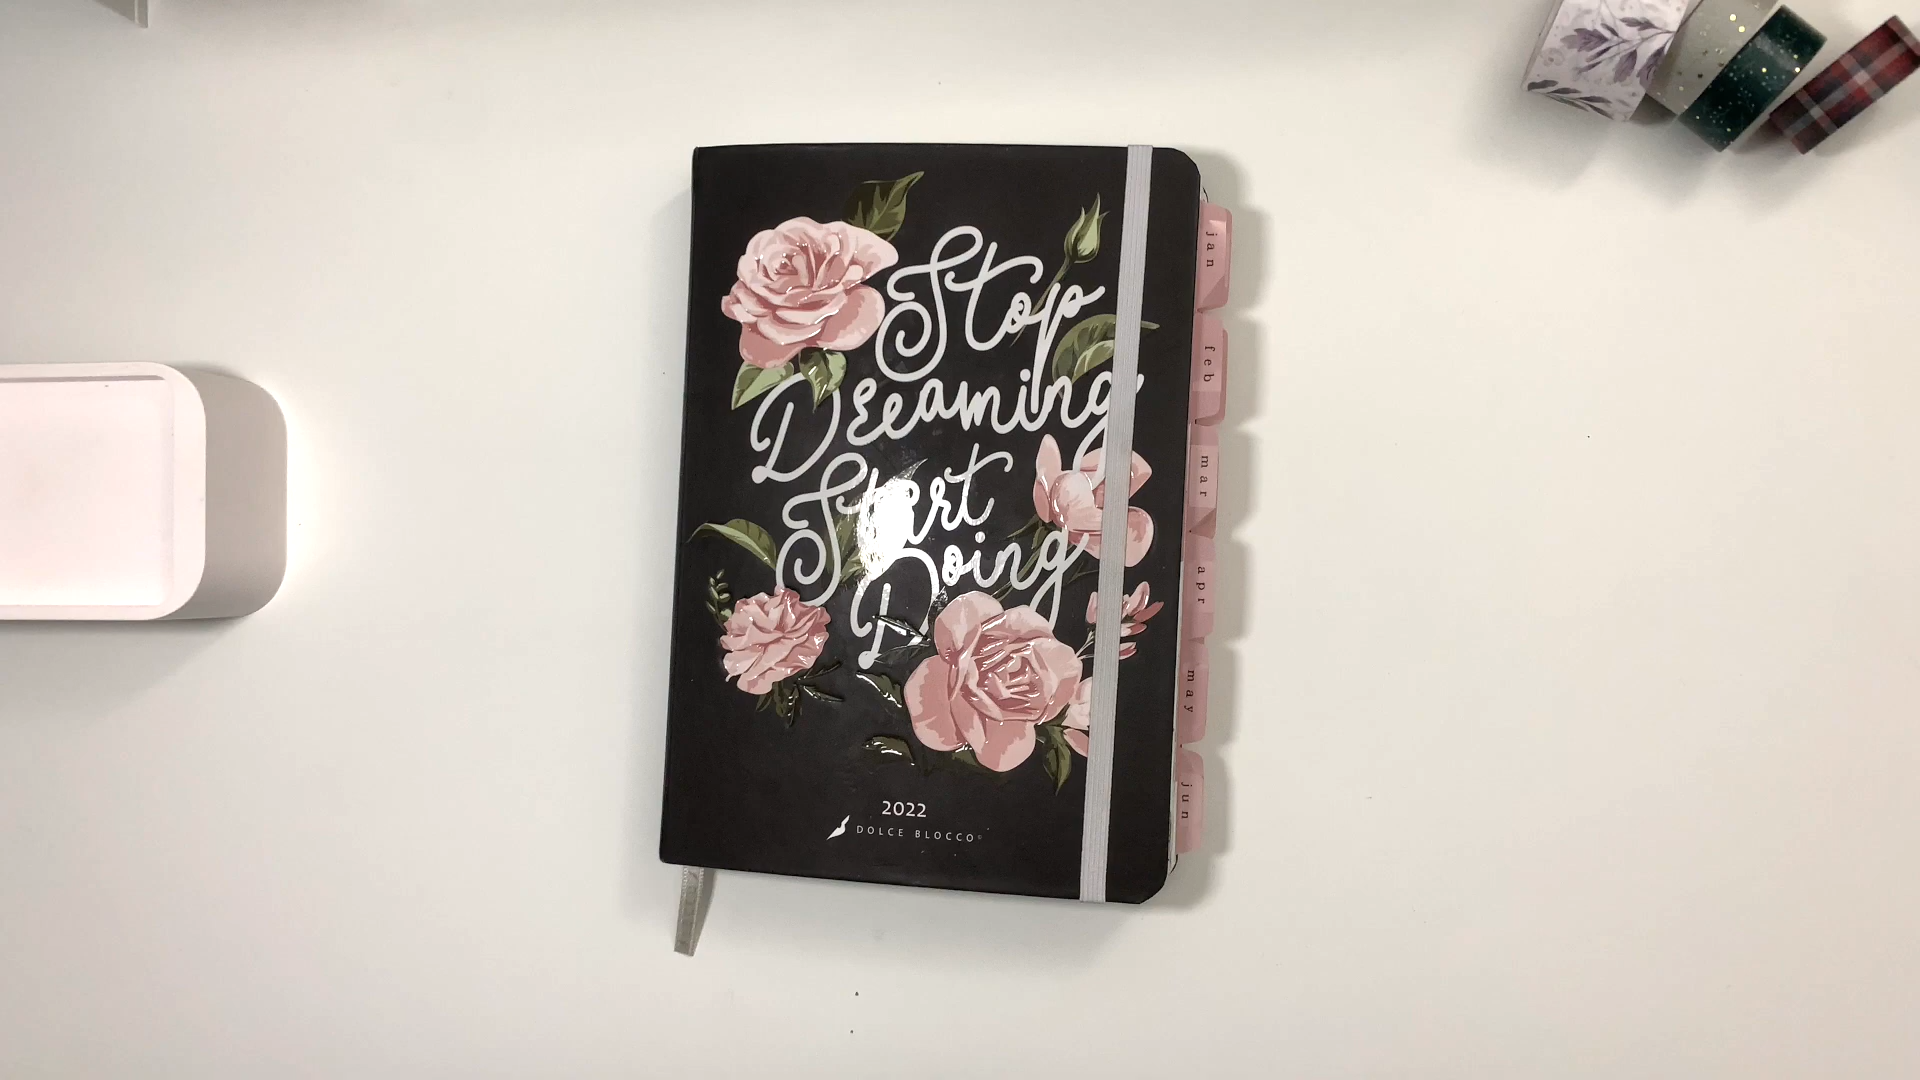 Stop
Dreaming
Start
Doing
2022
DOLCE BLOCCO
jan
feb
mar
apr
may
jun